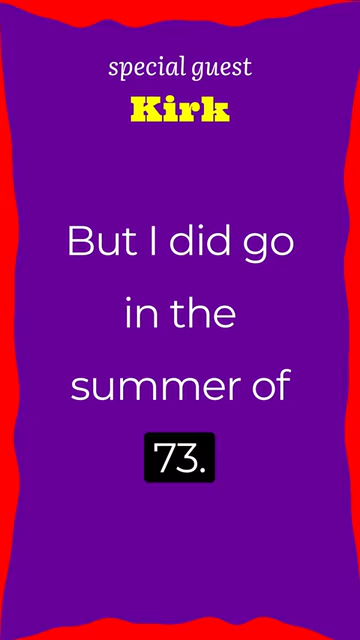 special guest
Kirk
But I did go
in the
summer of
73.